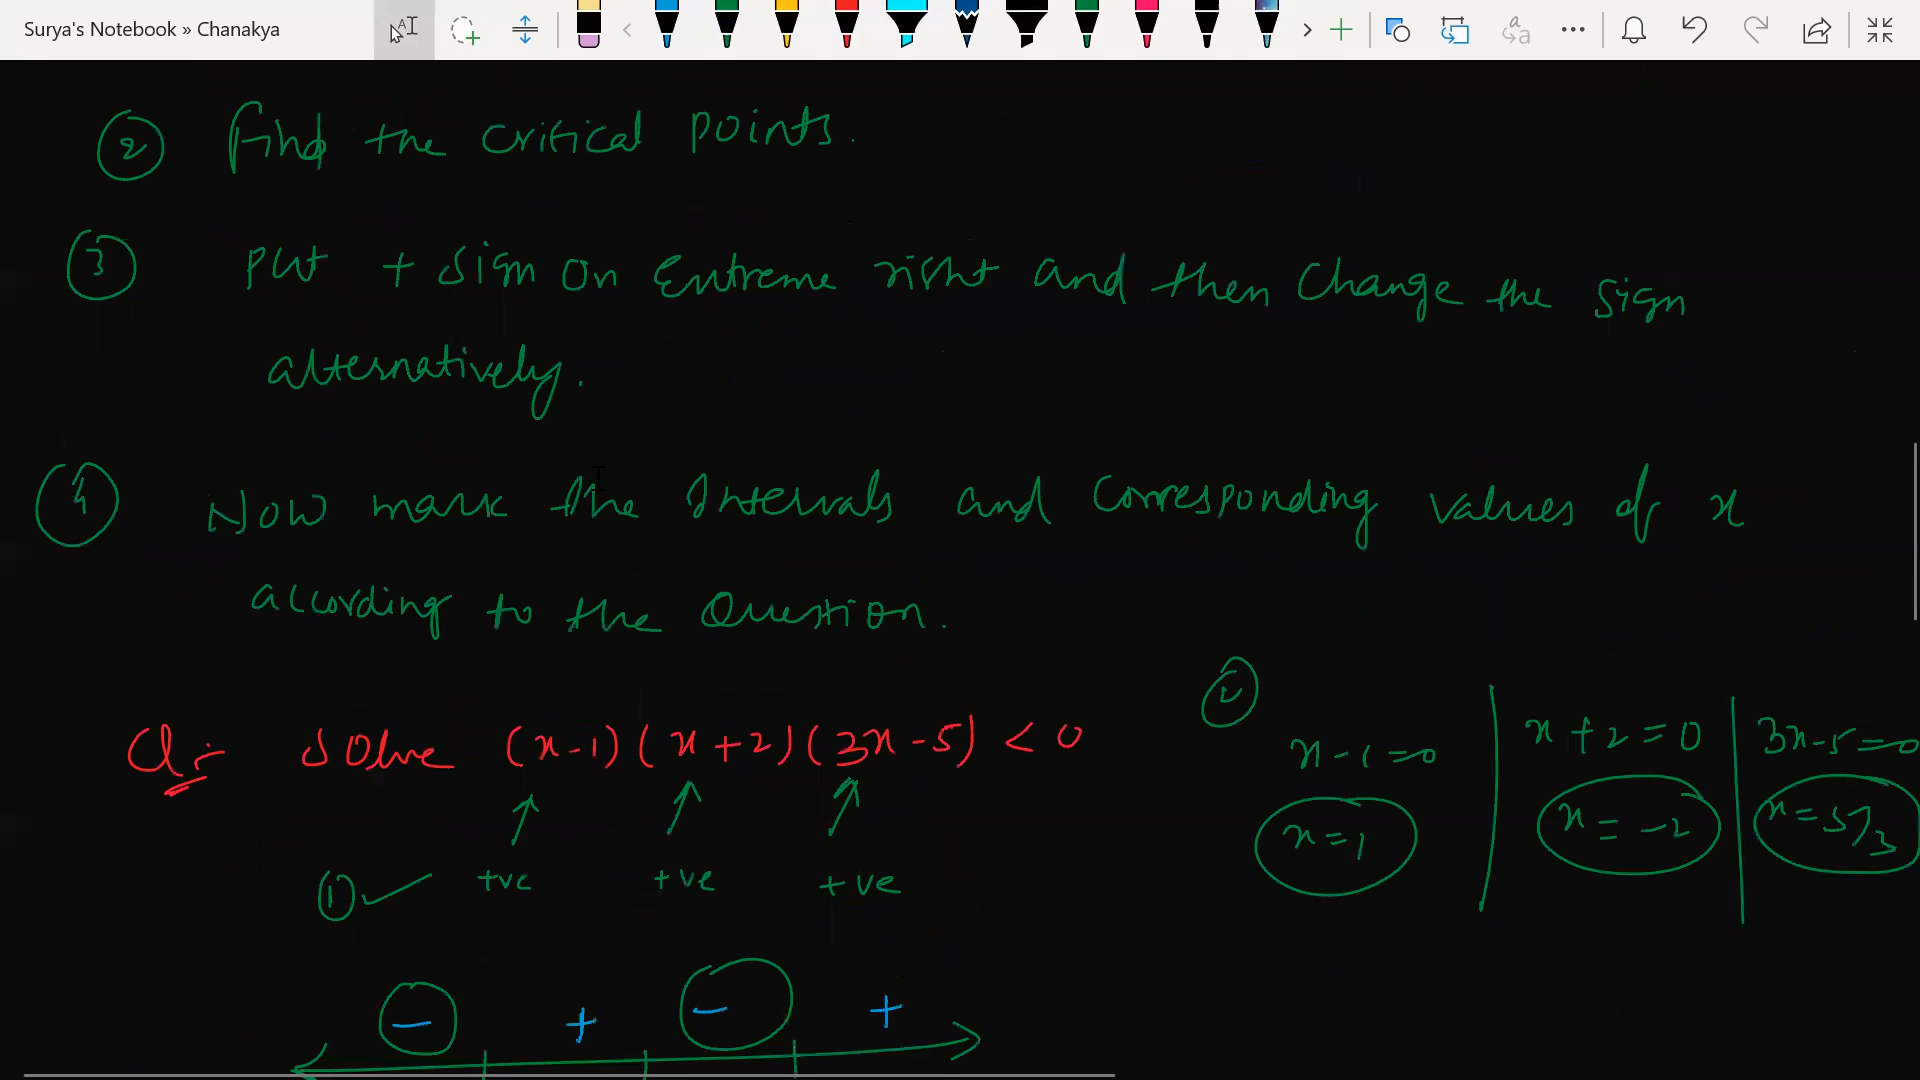 Surya's Notebook » Chanakya
② Find the critical points.
③ Put + sign on Extreme right and then Change the sign
alternatively.
④ Now mark the Intervals and Corresponding values of x
according to the Question.
Q:- Solve (x-1)(x+2)(3x-5) < 0
① ✓ +ve +ve +ve
②
x-1=0
x=1
x+2=0
x=-2
3x-5=0
x=5/3
- + - +